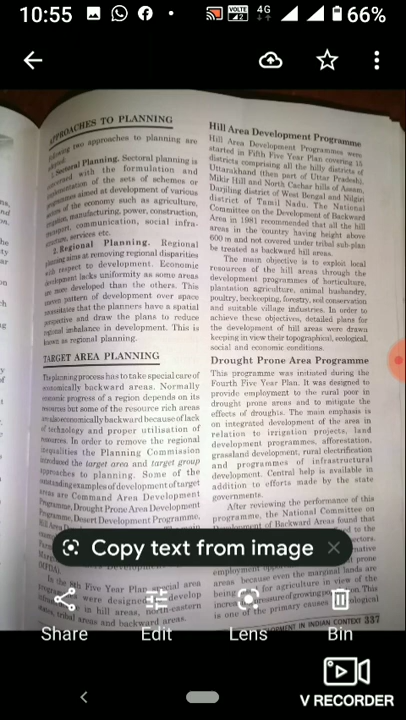 10:55
VOLTE
4G
66%
APPROACHES TO PLANNING
following two approaches to planning are
1. Sectoral Planning. Sectoral planning is
with the formulation and
of the sets of schemes or
aimed at development of various
of the economy such as agriculture,
irrigation, manufacturing, power, construction,
transport, communication, social infra-
structure, services etc.
2. Regional Planning. Regional
planning aims at removing regional disparities
with respect to development. Economic
development lacks uniformity as some areas
are more developed than the others. This
uneven pattern of development over space
necessitates that the planners have a spatial
perspective and draw the plans to reduce
regional imbalance in development. This is
known as regional planning.
TARGET AREA PLANNING
The planning process has to take special care of
economically backward areas. Normally
economic progress of a region depends on its
resources but some of the resource rich areas
are also economically backward because of lack
of technology and proper utilisation of
resources. In order to remove the regional
inequalities the Planning Commission
introduced the target area and target group
approaches to planning. Some of the
outstanding examples of development of target
areas are Command Area Development
Programme, Drought Prone Area Development
Programme, Desert Development Programme,
Hill Area
(MFDA).
In the 8th Five Year Plan special area
programmes were designed to develop
in hill areas, north-eastern
states, tribal areas and backward areas.
Hill Area Development Programme
Hill Area Development Programmes were
started in Fifth Five Year Plan covering 15
districts comprising all the hilly districts of
Uttarakhand (then part of Uttar Pradesh),
Mikir Hill and North Cachar hills of Assam,
Darjiling district of West Bengal and Nilgiri
district of Tamil Nadu. The National
Committee on the Development of Backward
Area in 1981 recommended that all the hill
areas in the country having height above
600 m and not covered under tribal sub-plan
be treated as backward hill areas.
The main objective is to exploit local
resources of the hill areas through the
development programmes of horticulture,
plantation agriculture, animal husbandry,
poultry, beekeeping, forestry, soil conservation
and suitable village industries. In order to
achieve these objectives, detailed plans for
the development of hill areas were drawn
keeping in view their topographical, ecological,
social and economic conditions.
Drought Prone Area Programme
This programme was initiated during the
Fourth Five Year Plan. It was designed to
provide employment to the rural poor in
drought prone areas and to mitigate the
effects of droughts. The main emphasis is
on integrated development of the area in
relation to irrigation projects, land
development programmes, afforestation,
grassland development, rural electrification
and programmes of infrastructural
development. Central help is available in
addition to efforts made by the state
governments.
After reviewing the performance of this
programme, the National Committee on
Development of Backward Areas found that
to the
employment
prone
areas because even the marginal lands are
being for agriculture in view of the
pressure of growing population. This
is one of the primary causes ecological
DEVELOPMENT IN INDIAN CONTEXT 337
Copy text from image
Share
Edit
Lens
Bin
V RECORDER